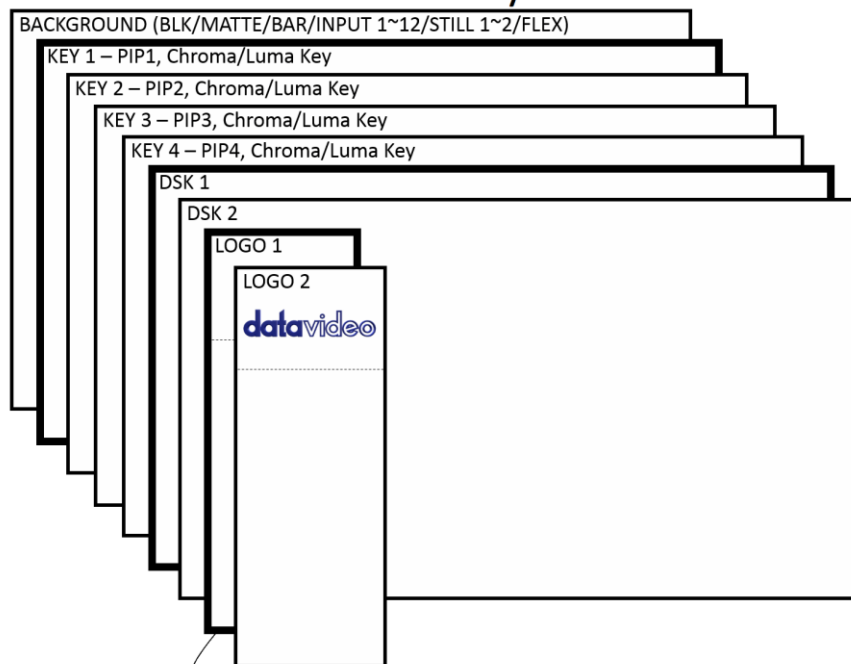 BACKGROUND (BLK/MATTE/BAR/INPUT 1~12/STILL 1~2/FLEX)
KEY 1 – PIP1, Chroma/Luma Key
KEY 2 – PIP2, Chroma/Luma Key
KEY 3 – PIP3, Chroma/Luma Key
KEY 4 – PIP4, Chroma/Luma Key
DSK 1
DSK 2
LOGO 1
LOGO 2
datavideo